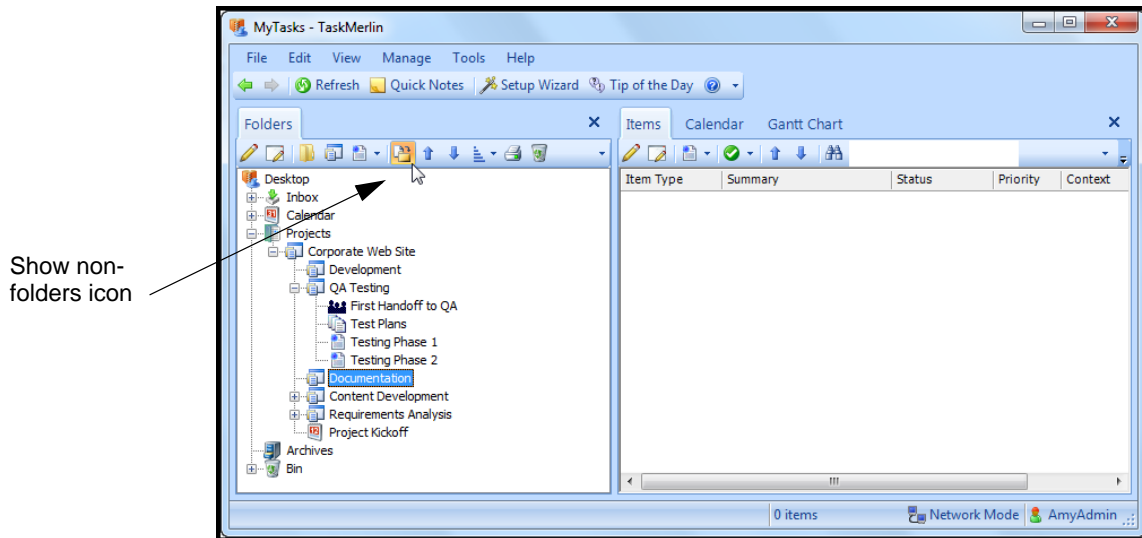 MyTasks - TaskMerlin
File Edit View Manage Tools Help
Refresh Quick Notes Setup Wizard Tip of the Day
Folders
Items Calendar Gantt Chart
Item Type Summary Status Priority Context
Desktop
Inbox
Calendar
Projects
Corporate Web Site
Development
QA Testing
First Handoff to QA
Test Plans
Testing Phase 1
Testing Phase 2
Documentation
Content Development
Requirements Analysis
Project Kickoff
Archives
Bin
Show non-
folders icon
0 items Network Mode AmyAdmin